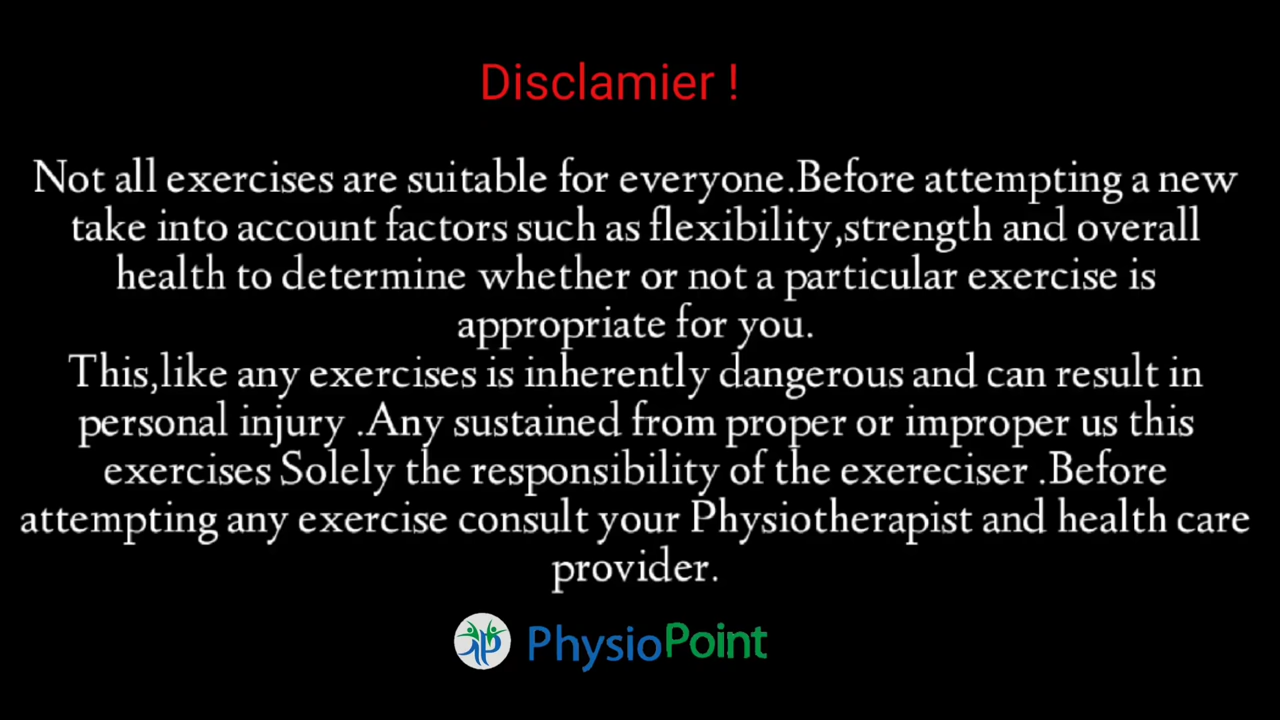 Disclamier !
Not all exercises are suitable for everyone.Before attempting a new
take into account factors such as flexibility,strength and overall
health to determine whether or not a particular exercise is
appropriate for you.
This,like any exercises is inherently dangerous and can result in
personal injury .Any sustained from proper or improper us this
exercises Solely the responsibility of the exereciser .Before
attempting any exercise consult your Physiotherapist and health care
provider.
PhysioPoint